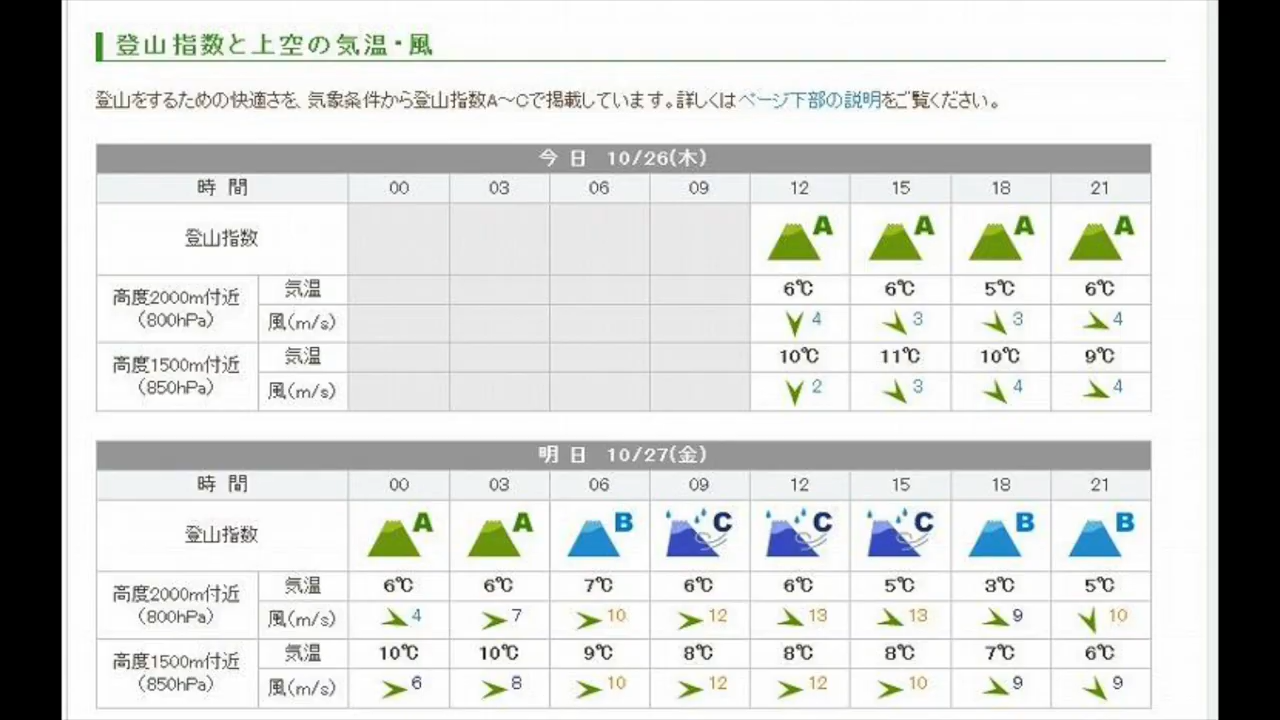 登山指数と上空の気温・風
登山をするための快適さを、気象条件から登山指数A～Cで掲載しています。詳しくはページ下部の説明をご覧ください。
今日 10/26(木)
時間 00 03 06 09 12 15 18 21
登山指数 A A A A
高度2000m付近 (800hPa)
気温 6℃ 6℃ 5℃ 6℃
風(m/s) 4 3 3 4
高度1500m付近 (850hPa)
気温 10℃ 11℃ 10℃ 9℃
風(m/s) 2 3 4 4
明日 10/27(金)
時間 00 03 06 09 12 15 18 21
登山指数 A A B C C C B B
高度2000m付近 (800hPa)
気温 6℃ 6℃ 7℃ 6℃ 6℃ 5℃ 3℃ 5℃
風(m/s) 4 7 10 12 13 13 9 10
高度1500m付近 (850hPa)
気温 10℃ 10℃ 9℃ 8℃ 8℃ 8℃ 7℃ 6℃
風(m/s) 6 8 10 12 12 10 9 9